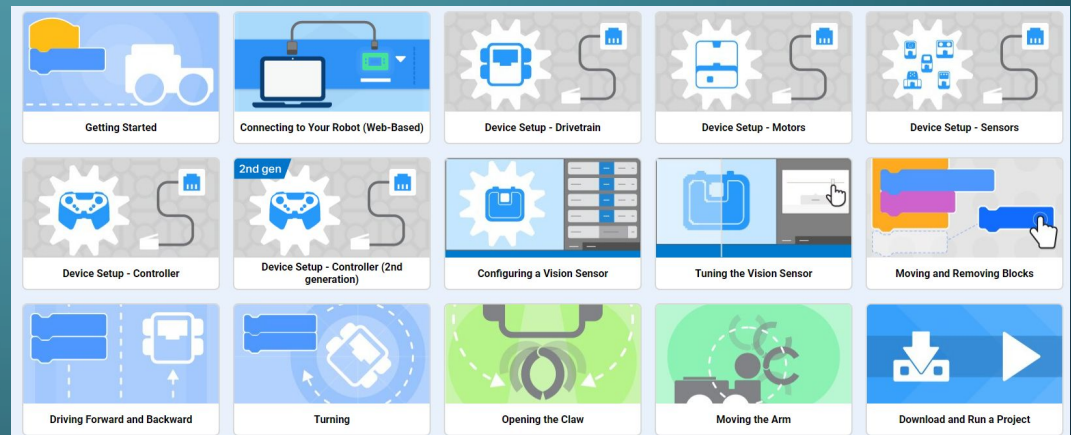 Getting Started
Connecting to Your Robot (Web-Based)
Device Setup - Drivetrain
Device Setup - Motors
Device Setup - Sensors
2nd gen
Device Setup - Controller
Device Setup - Controller (2nd
generation)
Configuring a Vision Sensor
Tuning the Vision Sensor
Moving and Removing Blocks
Driving Forward and Backward
Turning
Opening the Claw
Moving the Arm
Download and Run a Project